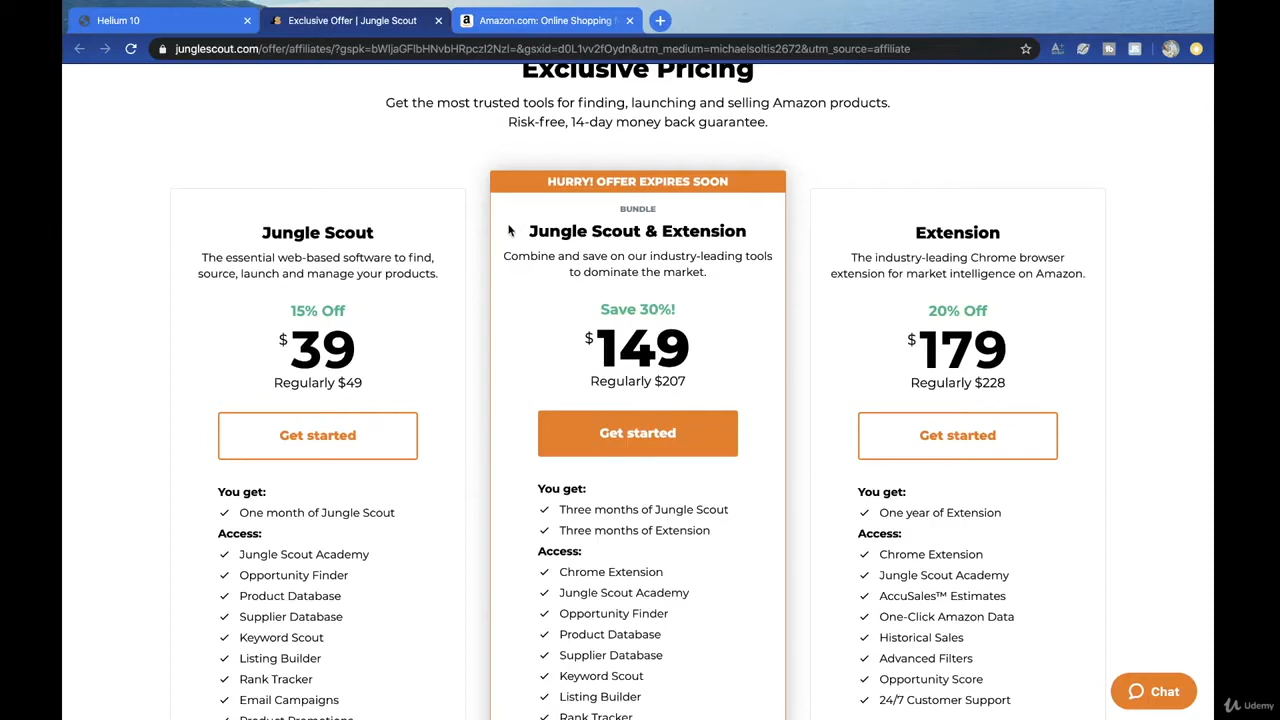 Helium 10
Exclusive Offer | Jungle Scout
Amazon.com: Online Shopping f
junglescout.com/offer/affiliates/?gspk=bWljaGFlbHNvbHRpczI2NzI=&gsxid=d0L1vv2fOydn&utm_medium=michaelsoltis2672&utm_source=affiliate
Exclusive Pricing
Get the most trusted tools for finding, launching and selling Amazon products.
Risk-free, 14-day money back guarantee.
Jungle Scout
The essential web-based software to find,
source, launch and manage your products.
15% Off
$39
Regularly $49
Get started
You get:
✓ One month of Jungle Scout
Access:
✓ Jungle Scout Academy
✓ Opportunity Finder
✓ Product Database
✓ Supplier Database
✓ Keyword Scout
✓ Listing Builder
✓ Rank Tracker
✓ Email Campaigns
Product Promotions
HURRY! OFFER EXPIRES SOON
BUNDLE
Jungle Scout & Extension
Combine and save on our industry-leading tools
to dominate the market.
Save 30%!
$149
Regularly $207
Get started
You get:
✓ Three months of Jungle Scout
✓ Three months of Extension
Access:
✓ Chrome Extension
✓ Jungle Scout Academy
✓ Opportunity Finder
✓ Product Database
✓ Supplier Database
✓ Keyword Scout
✓ Listing Builder
✓ Rank Tracker
Extension
The industry-leading Chrome browser
extension for market intelligence on Amazon.
20% Off
$179
Regularly $228
Get started
You get:
✓ One year of Extension
Access:
✓ Chrome Extension
✓ Jungle Scout Academy
✓ AccuSales™ Estimates
✓ One-Click Amazon Data
✓ Historical Sales
✓ Advanced Filters
✓ Opportunity Score
✓ 24/7 Customer Support
Chat
Udemy